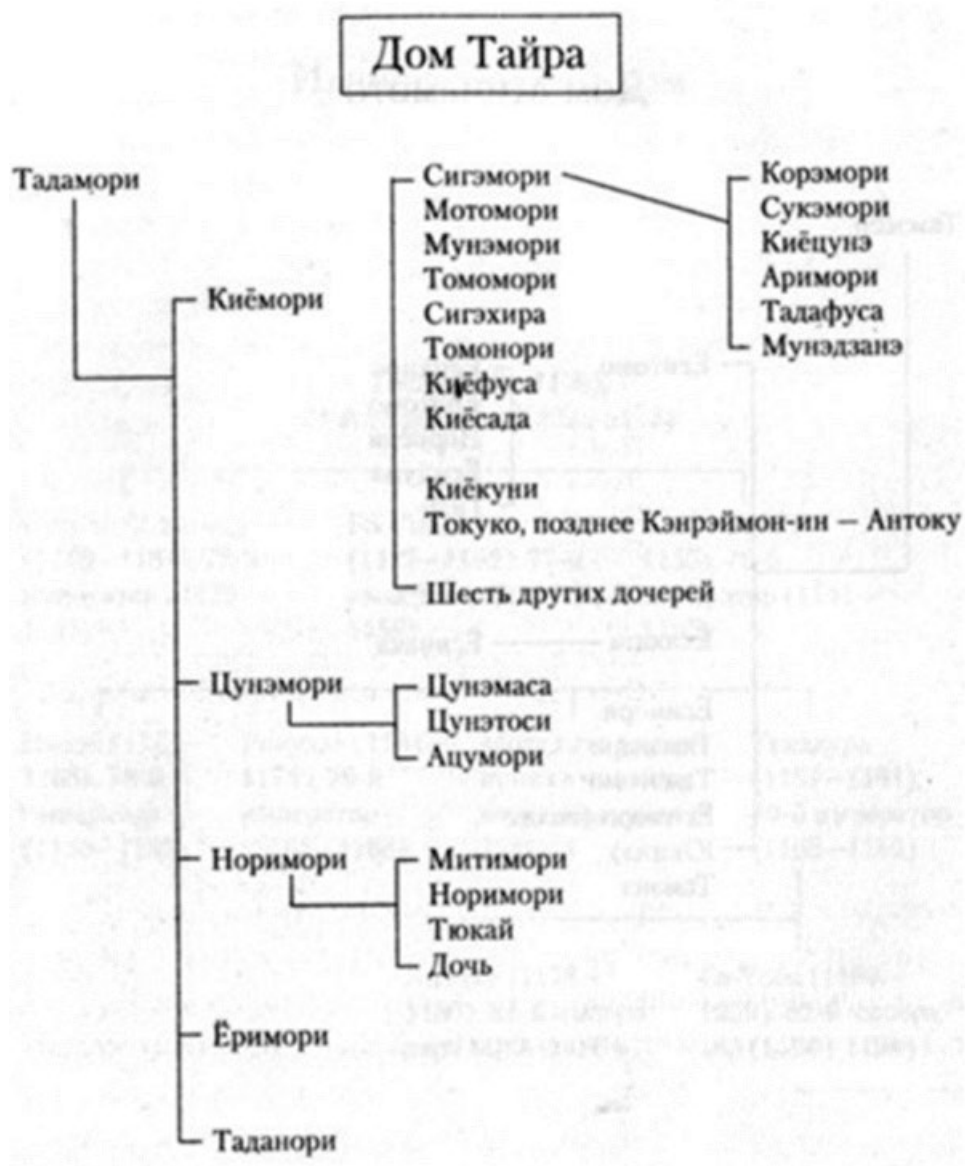 Дом Тайра
Тадамори
Киёмори
Сигэмори
Мотомори
Мунэмори
Томомори
Сигэхира
Томонори
Киёфуса
Киёсада
Киёкуни
Токуко, позднее Кэнрэймон-ин — Антоку
Шесть других дочерей
Корэмори
Сукэмори
Киёцунэ
Аримори
Тадафуса
Мунэдзанэ
Цунэмори
Цунэмаса
Цунэтоси
Ацумори
Норимори
Митимори
Норимори
Тюкай
Дочь
Ёримори
Таданори